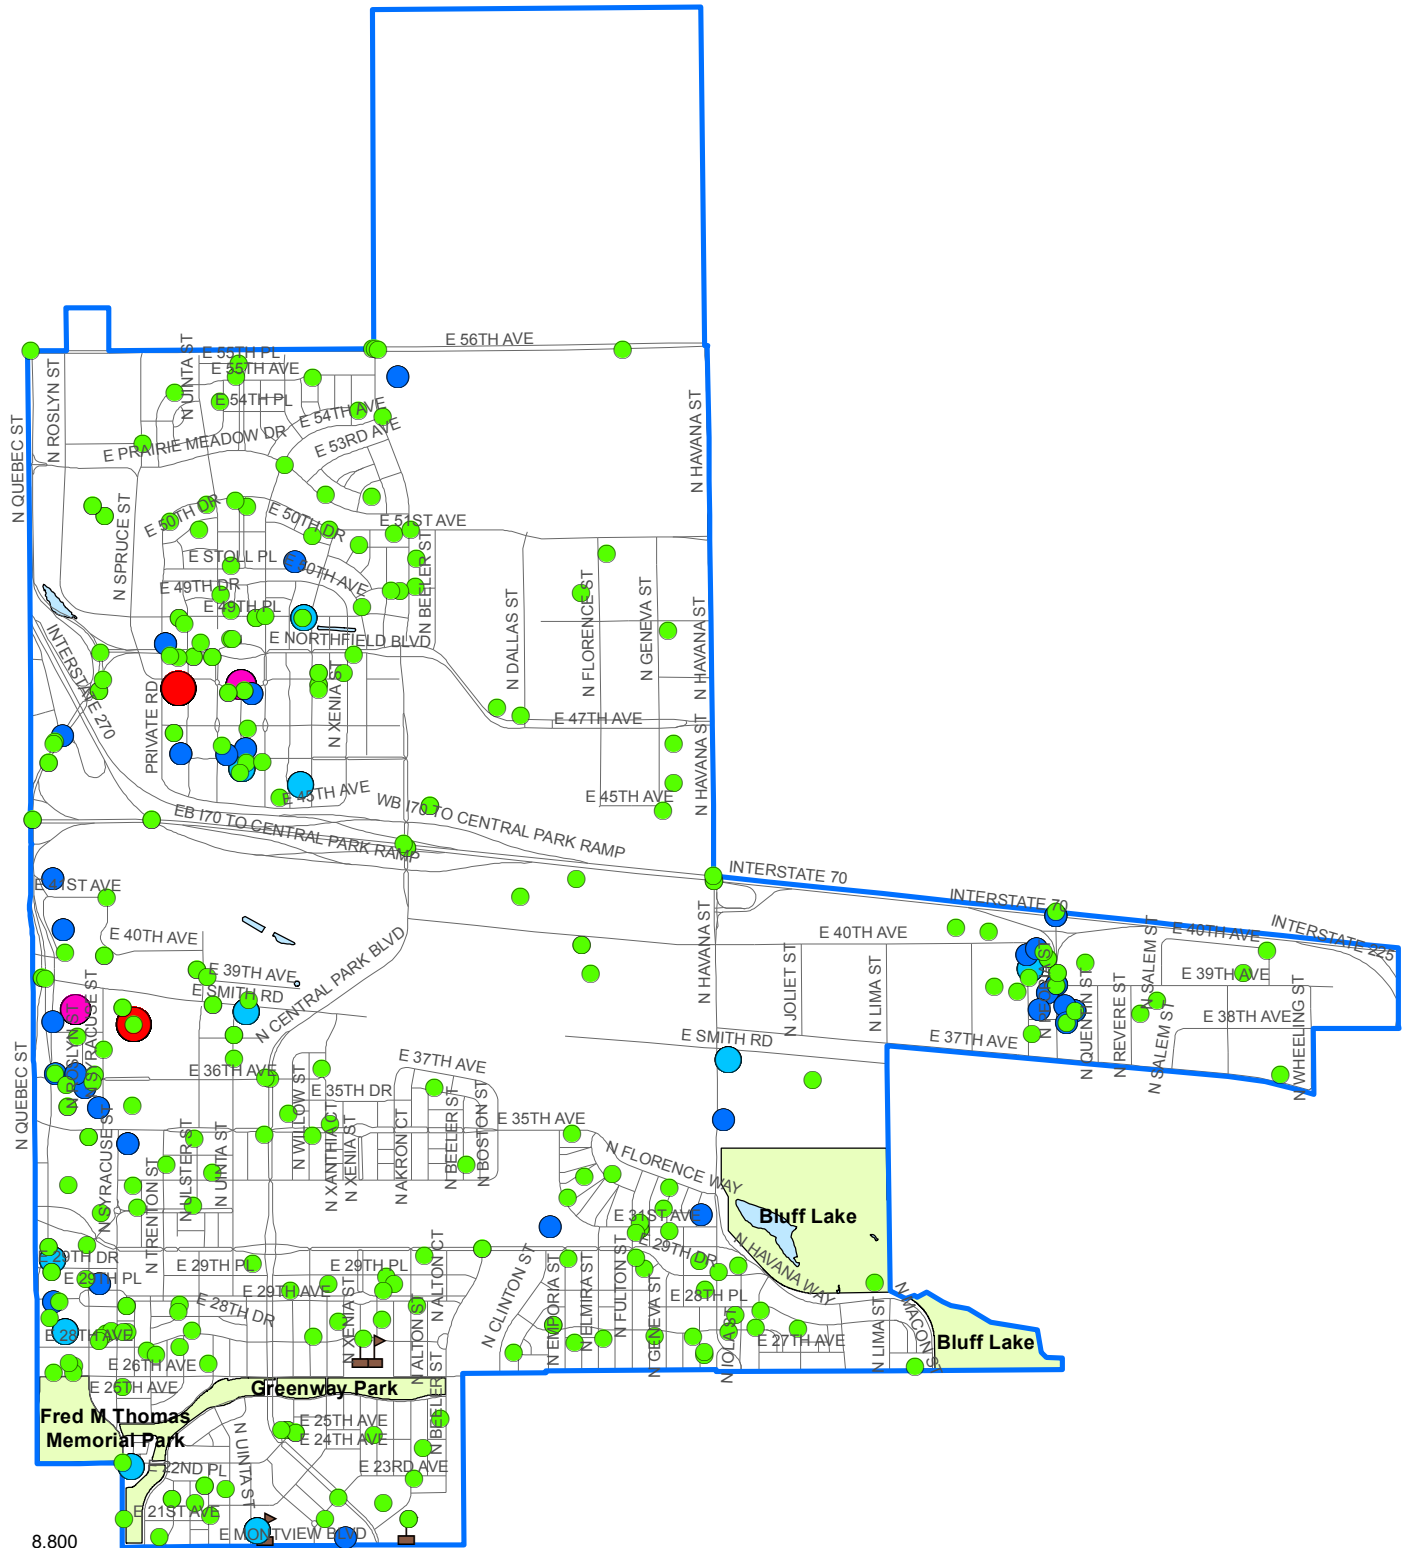 E 56TH AVE
E 55TH PL
E 55TH AVE
N UINTA ST
N ROSLYN ST
E 54TH PL
E 54TH AVE
E 53RD AVE
E PRAIRIE MEADOW DR
N QUEBEC ST
N HAVANA ST
E 50TH DR
E 50TH DR
E 51ST AVE
N SPRUCE ST
E STOLL PL
50TH AVE
E 49TH DR
E 49TH PL
N BEELER ST
E NORTHFIELD BLVD
N DALLAS ST
N FLORENCE ST
N GENEVA ST
N HAVANA ST
INTERSTATE 270
PRIVATE RD
N XENIA ST
E 47TH AVE
N HAVANA ST
E 45TH AVE
E 45TH AVE
WB I70 TO CENTRAL PARK RAMP
EB I70 TO CENTRAL PARK RAMP
INTERSTATE 70
INTERSTATE 70
INTERSTATE 225
E 41ST AVE
E 40TH AVE
E 40TH AVE
E 40TH AVE
E 39TH AVE
E 39TH AVE
E SMITH RD
N CENTRAL PARK BLVD
N HAVANA ST
N JOLIET ST
N LIMA ST
N SALEM ST
N QUENTIN ST
N REVERE ST
N SALEM ST
E 38TH AVE
N WHEELING ST
E SMITH RD
E 37TH AVE
N SYRACUSE ST
E 36TH AVE
E 37TH AVE
E 35TH DR
E 35TH AVE
N QUEBEC ST
N SYRACUSE ST
N TRENTON ST
N ULSTER ST
N UINTA ST
N WILLOW ST
N XANTHIA CT
N XENIA ST
N AKRON CT
N BEELER ST
N BOSTON ST
N FLORENCE WAY
E 31ST AVE
Bluff Lake
E 29TH DR
E 29TH PL
E 29TH PL
E 29TH PL
E 29TH AVE
E 29TH DR
N HAVANA WAY
N ALTON CT
N CLINTON ST
N EMPORIA ST
N ELMIRA ST
N FULTON ST
N GENEVA ST
E 28TH PL
E 28TH DR
E 28TH AVE
N XENIA ST
N ALTON ST
N IOLA ST
E 27TH AVE
N LIMA ST
N MACON ST
Bluff Lake
E 26TH AVE
E 25TH AVE
N BEELER ST
Greenway Park
Fred M Thomas
Memorial Park
E 25TH AVE
E 24TH AVE
N UINTA ST
N BEELER ST
E 22ND PL
E 23RD AVE
E 21ST AVE
E MONTVIEW BLVD
8,800